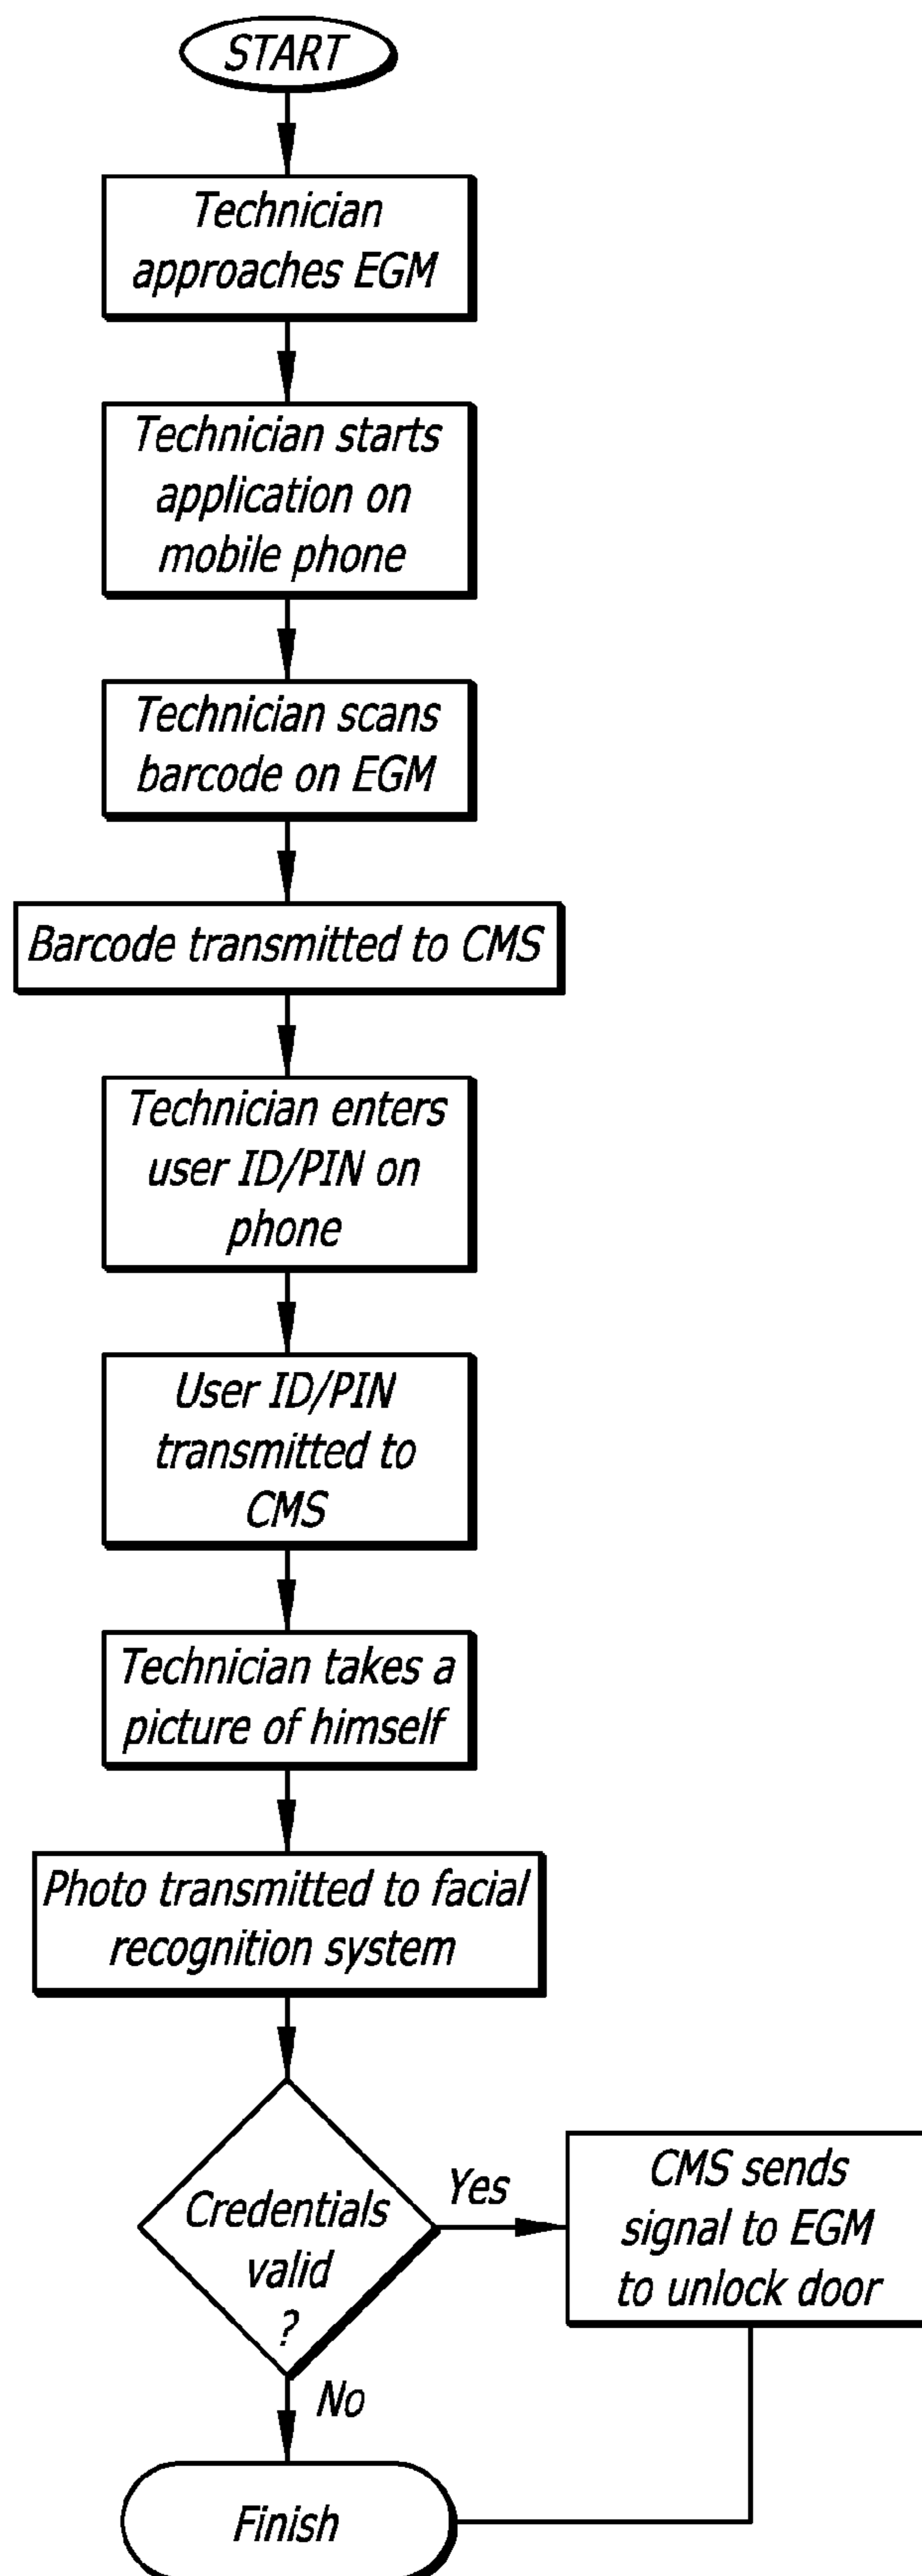 START
Technician
approaches EGM
Technician starts
application on
mobile phone
Technician scans
barcode on EGM
Barcode transmitted to CMS
Technician enters
user ID/PIN on
phone
User ID/PIN
transmitted to
CMS
Technician takes a
picture of himself
Photo transmitted to facial
recognition system
Credentials
valid
?
Yes
CMS sends
signal to EGM
to unlock door
No
Finish